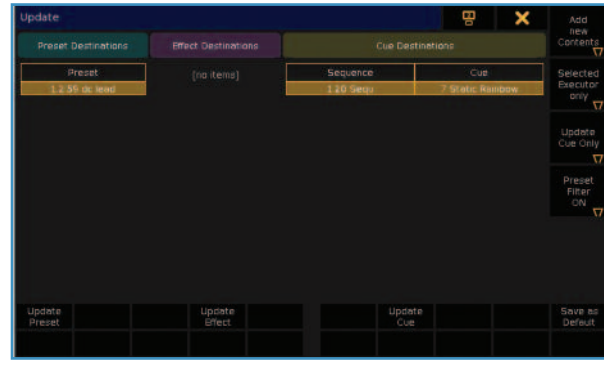 Update
Add
new
Contents
Preset Destinations
Effect Destinations
Cue Destinations
Preset
[no items]
Sequence
Cue
1.2.59 dc lead
1.20 Sequ
7 Static Rainbow
Selected
Executor
only
Update
Cue Only
Preset
Filter
ON
Update
Preset
Update
Effect
Update
Cue
Save as
Default